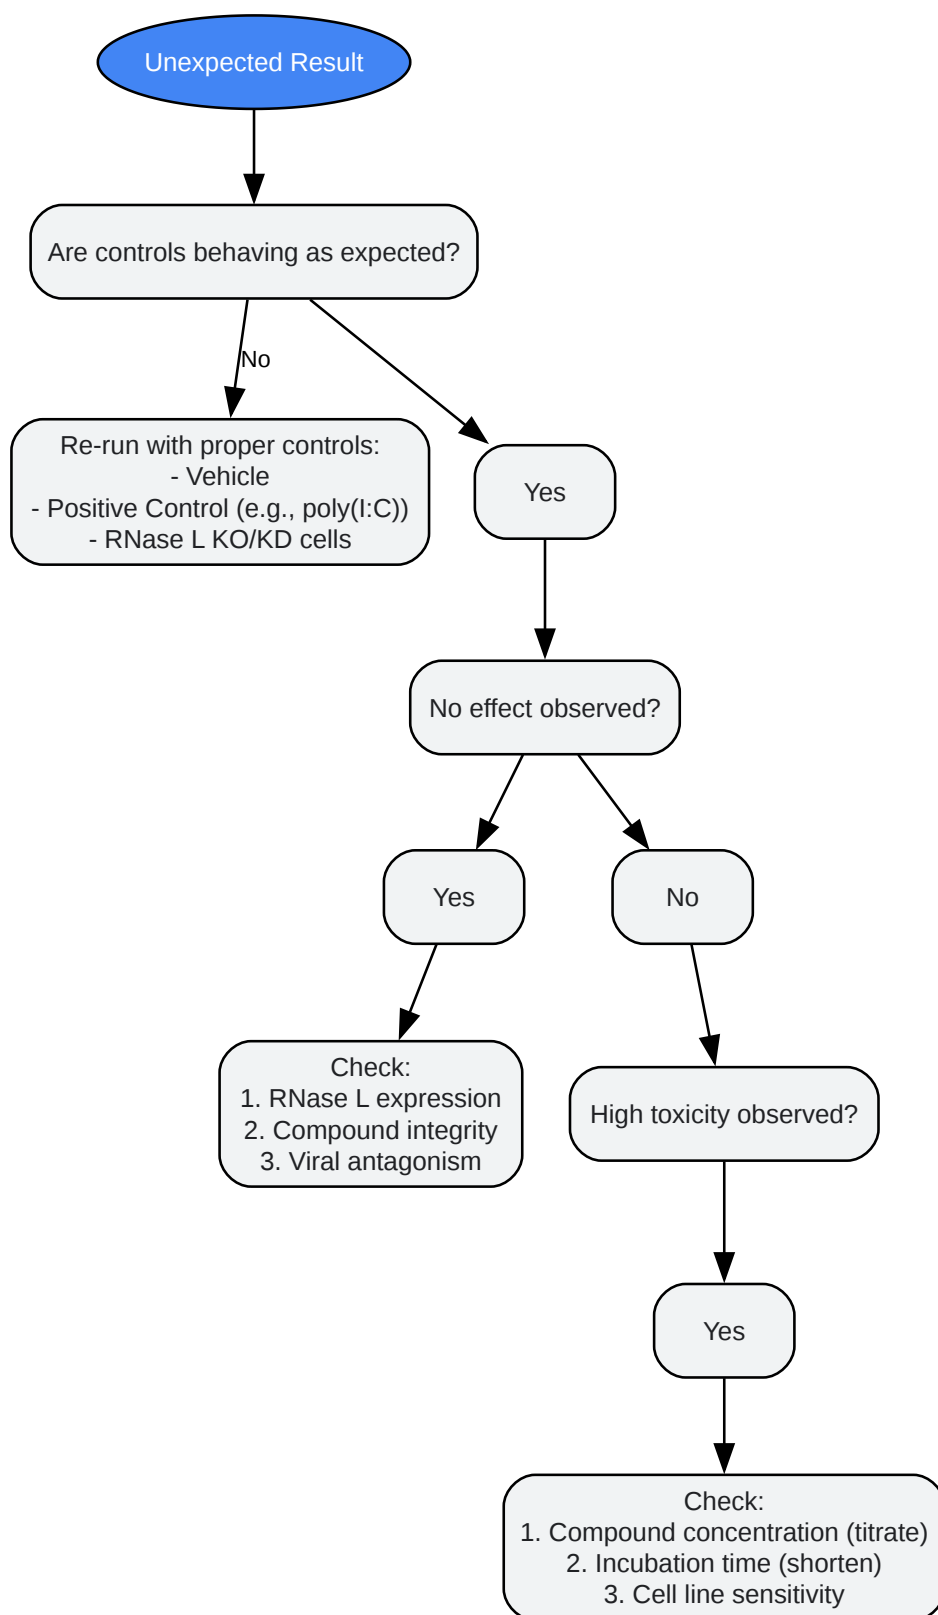 Unexpected Result
Are controls behaving as expected?
No
Re-run with proper controls:
- Vehicle
- Positive Control (e.g., poly(I:C))
- RNase L KO/KD cells
Yes
No effect observed?
Yes
No
Check:
1. RNase L expression
2. Compound integrity
3. Viral antagonism
High toxicity observed?
Yes
Check:
1. Compound concentration (titrate)
2. Incubation time (shorten)
3. Cell line sensitivity